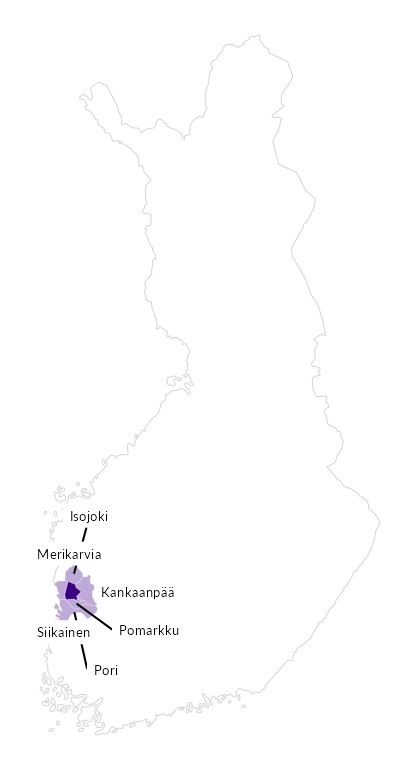 Isojoki
Merikarvia
Kankaanpää
Siikainen
Pomarkku
Pori